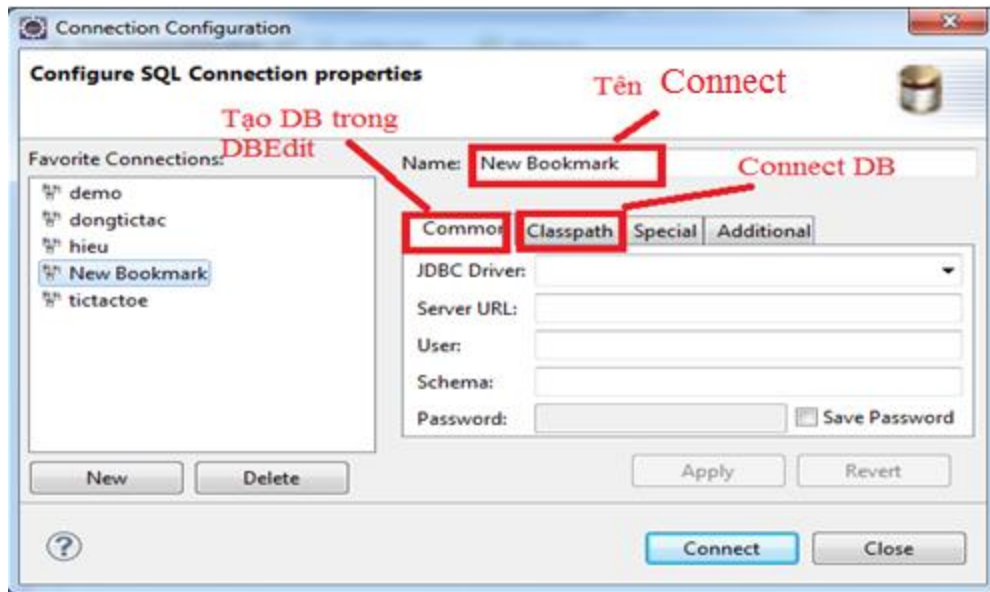 Connection Configuration
Configure SQL Connection properties
Tên Connect
Tạo DB trong
DBEdit
Favorite Connections:
demo
dongtictac
hieu
New Bookmark
tictactoe
New
Delete
Name: New Bookmark
Connect DB
Common Classpath Special Additional
JDBC Driver:
Server URL:
User:
Schema:
Password:
Save Password
Apply
Revert
?
Connect
Close